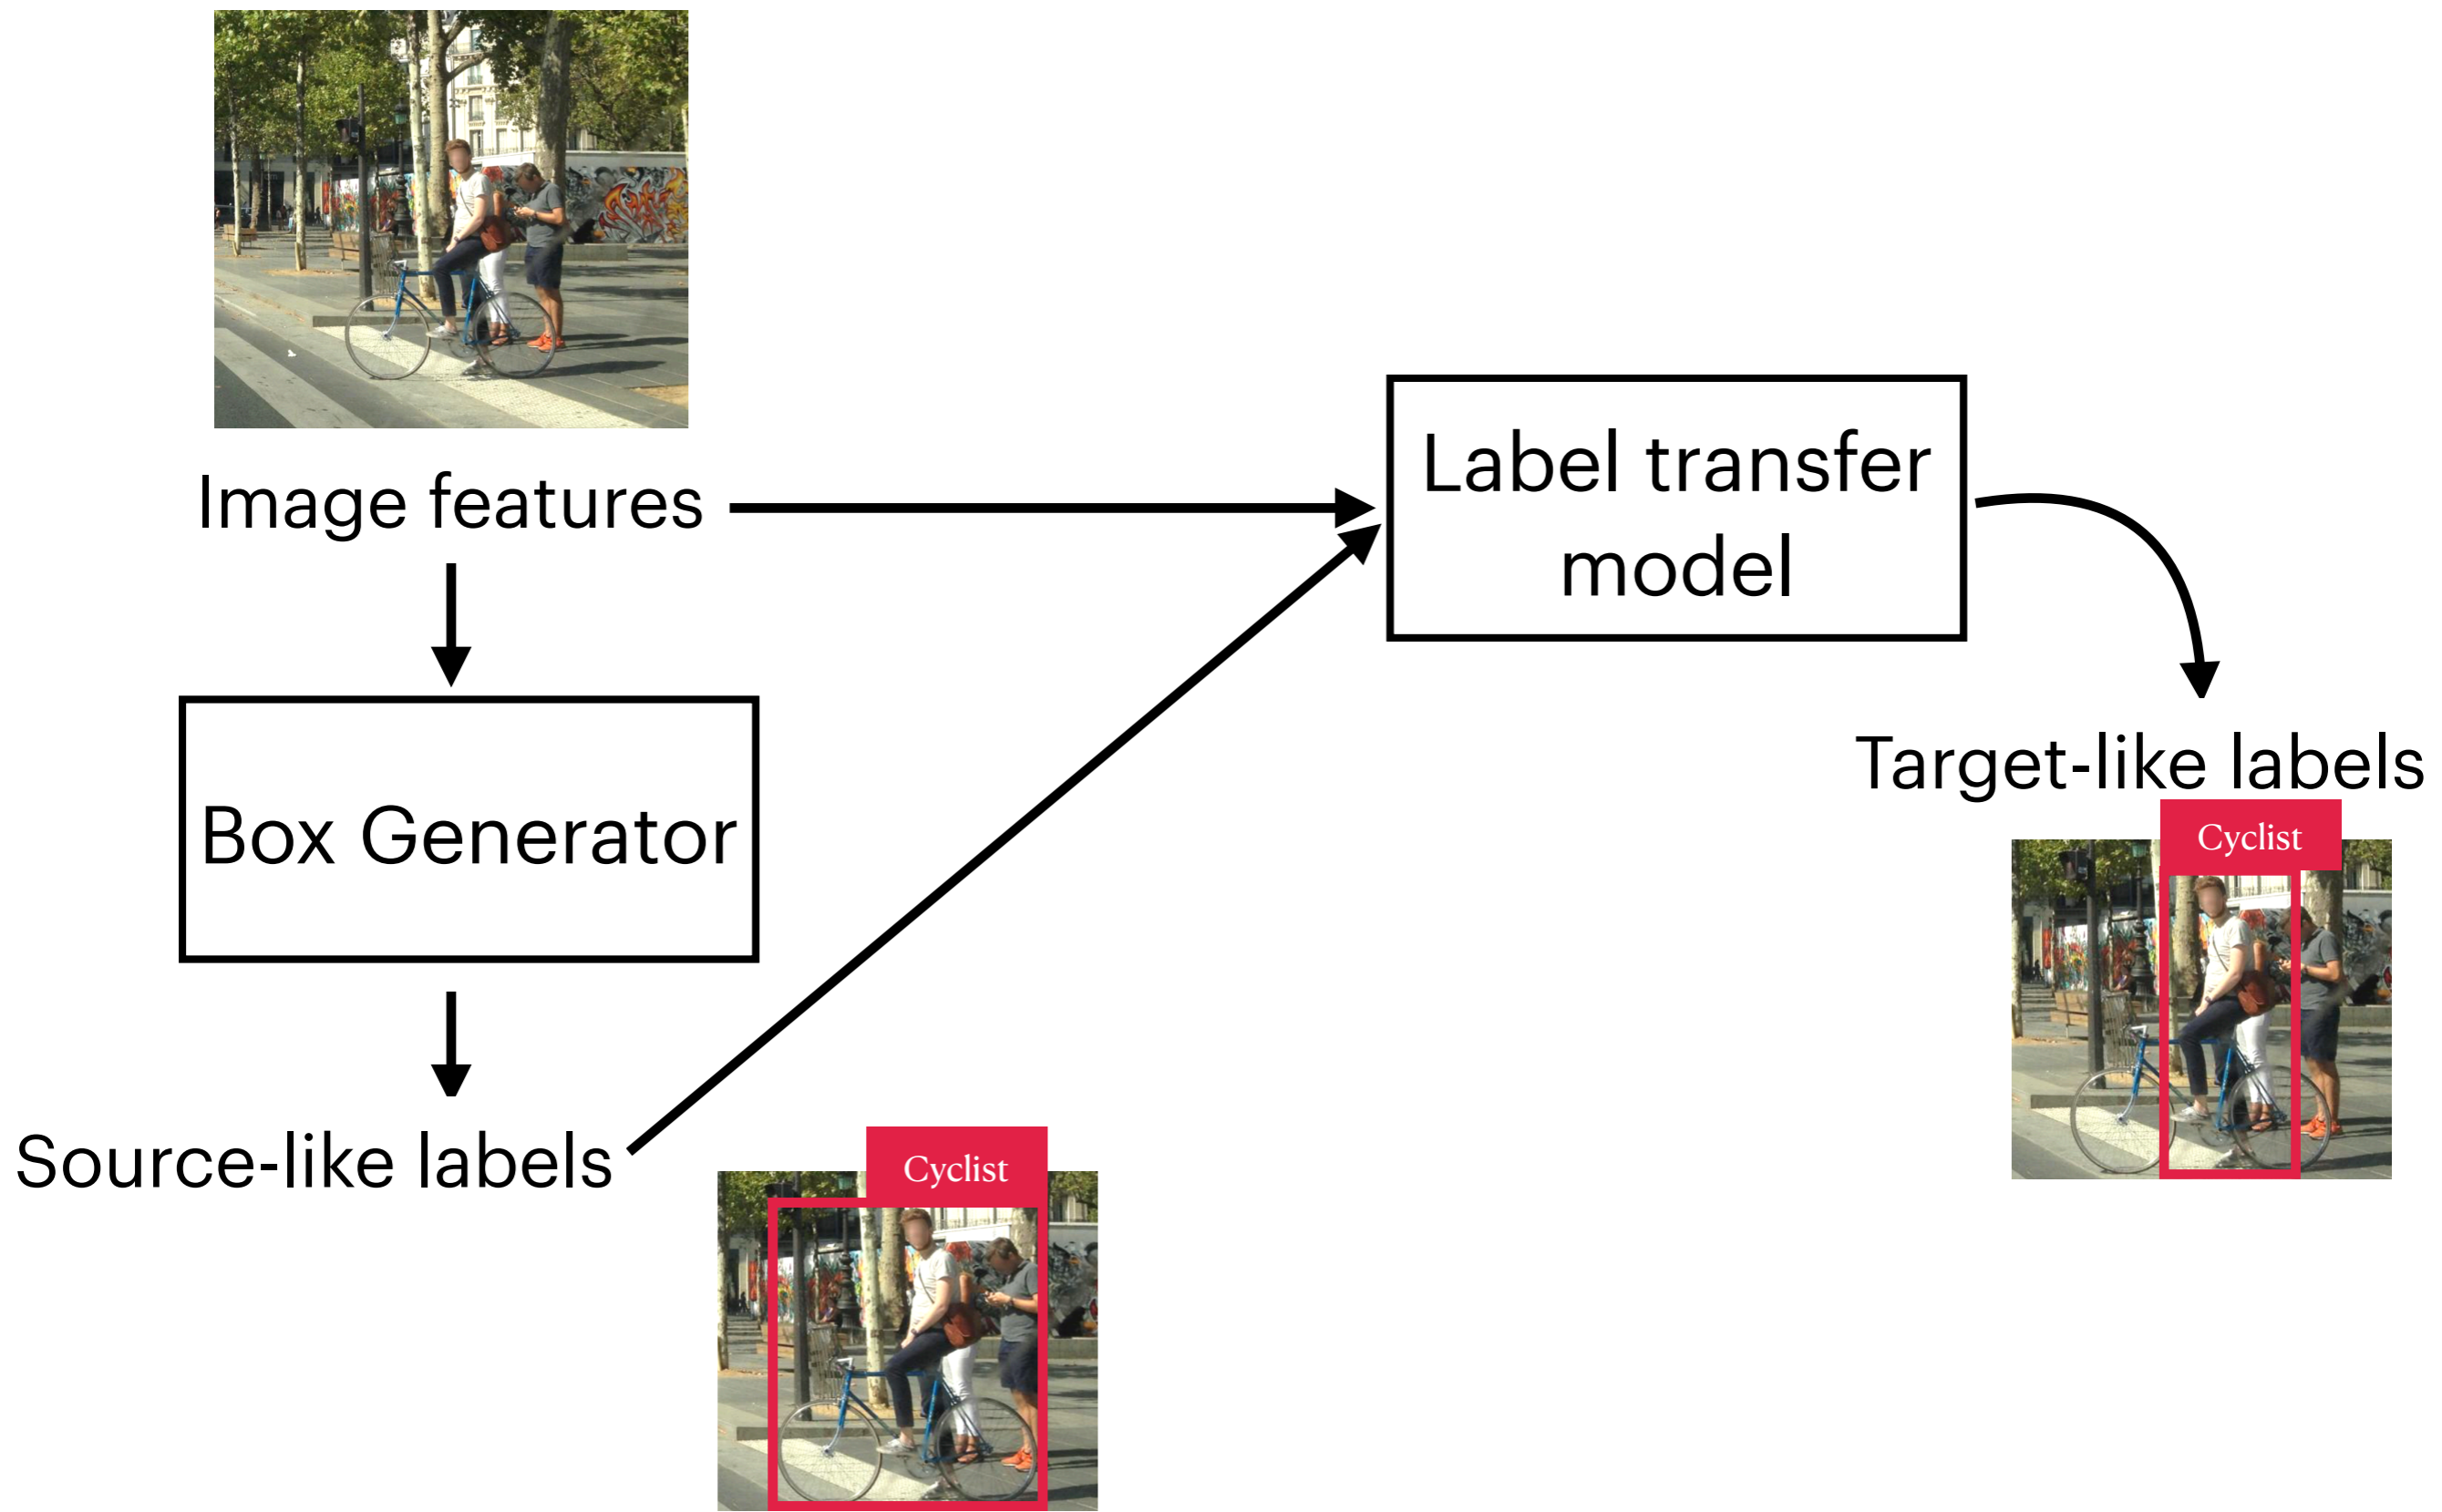 Image features
Label transfer
model
Box Generator
Target-like labels
Cyclist
Source-like labels
Cyclist